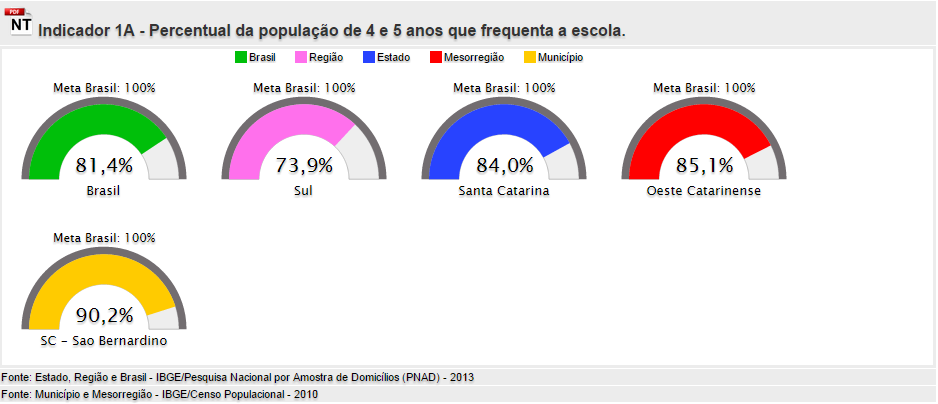 PDF
NT
Indicador 1A - Percentual da população de 4 e 5 anos que frequenta a escola.
Brasil Região Estado Mesorregião Município
Meta Brasil: 100% Meta Brasil: 100% Meta Brasil: 100% Meta Brasil: 100%
81,4% 73,9% 84,0% 85,1%
Brasil Sul Santa Catarina Oeste Catarinense
Meta Brasil: 100%
90,2%
SC - Sao Bernardino
Fonte: Estado, Região e Brasil - IBGE/Pesquisa Nacional por Amostra de Domicílios (PNAD) - 2013
Fonte: Município e Mesorregião - IBGE/Censo Populacional - 2010